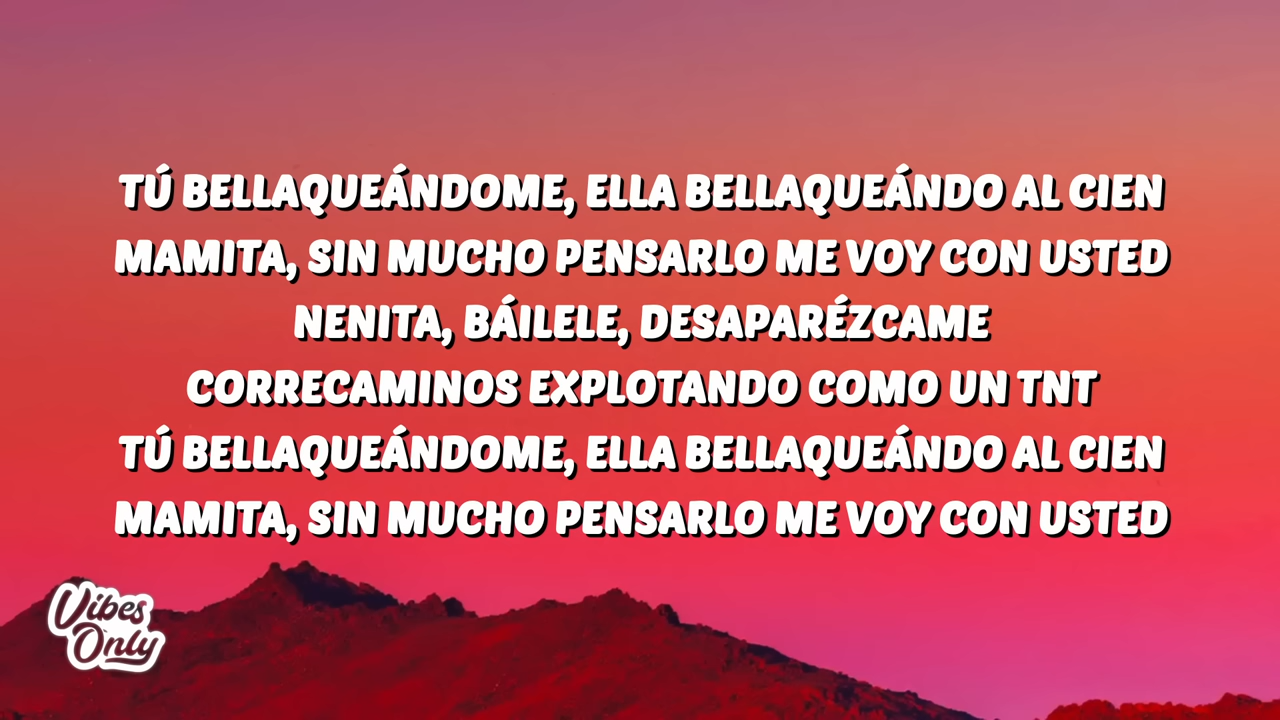 TÚ BELLAQUEÁNDOME, ELLA BELLAQUEÁNDO AL CIEN
MAMITA, SIN MUCHO PENSARLO ME VOY CON USTED
NENITA, BÁILELE, DESAPARÉZCAME
CORRECAMINOS EXPLOTANDO COMO UN TNT
TÚ BELLAQUEÁNDOME, ELLA BELLAQUEÁNDO AL CIEN
MAMITA, SIN MUCHO PENSARLO ME VOY CON USTED
Vibes
Only